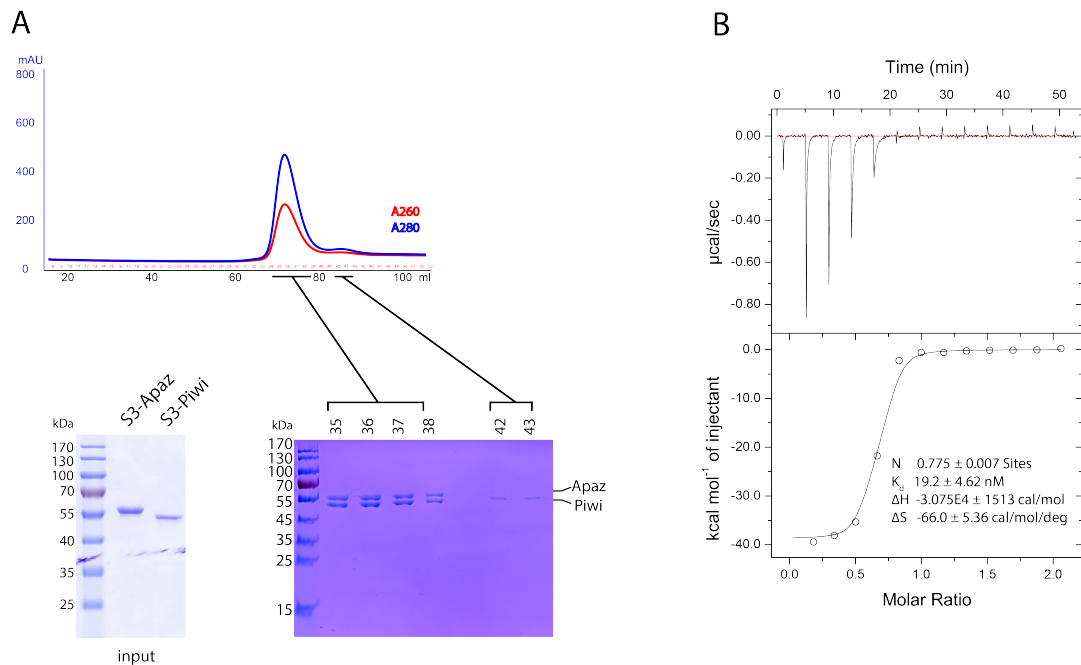 A
mAU
800
600
400
200
0
A260
A280
20 40 60 80 100 ml
S3-Apaz
S3-Piwi
kDa
170
130
100
70
55
40
35
25
input
35 36 37 38 42 43
kDa
170
130
100
70
55
45
35
25
15
Apaz
Piwi
B
Time (min)
0 10 20 30 40 50
0.00
-0.20
-0.40
-0.60
-0.80
µcal/sec
0.0
-10.0
-20.0
-30.0
-40.0
kcal mol⁻¹ of injectant
N 0.775 ± 0.007 Sites
Kd 19.2 ± 4.62 nM
ΔH -3.075E4 ± 1513 cal/mol
ΔS -66.0 ± 5.36 cal/mol/deg
0.0 0.5 1.0 1.5 2.0
Molar Ratio